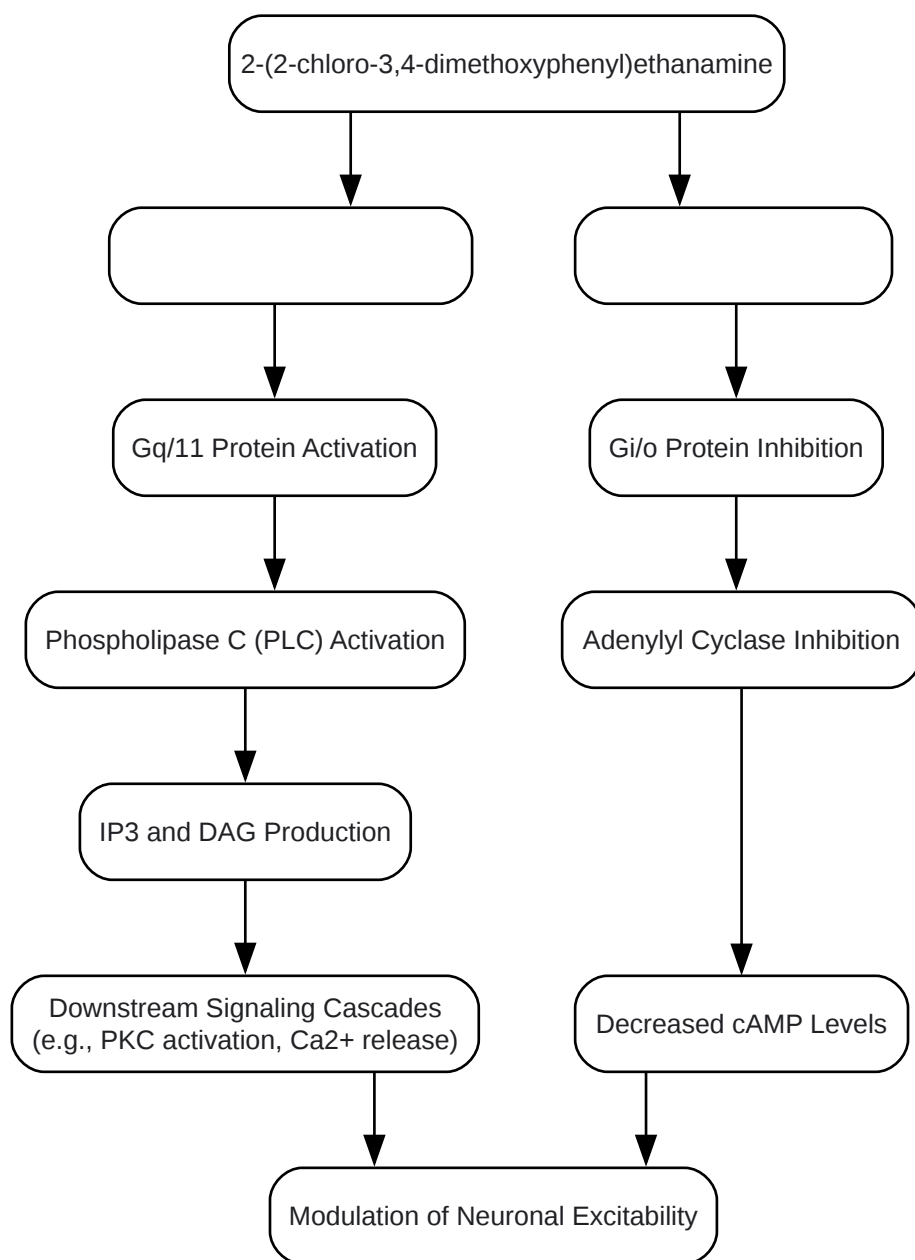 2-(2-chloro-3,4-dimethoxyphenyl)ethanamine
Gq/11 Protein Activation
Gi/o Protein Inhibition
Phospholipase C (PLC) Activation
Adenylyl Cyclase Inhibition
IP3 and DAG Production
Downstream Signaling Cascades
(e.g., PKC activation, Ca2+ release)
Decreased cAMP Levels
Modulation of Neuronal Excitability